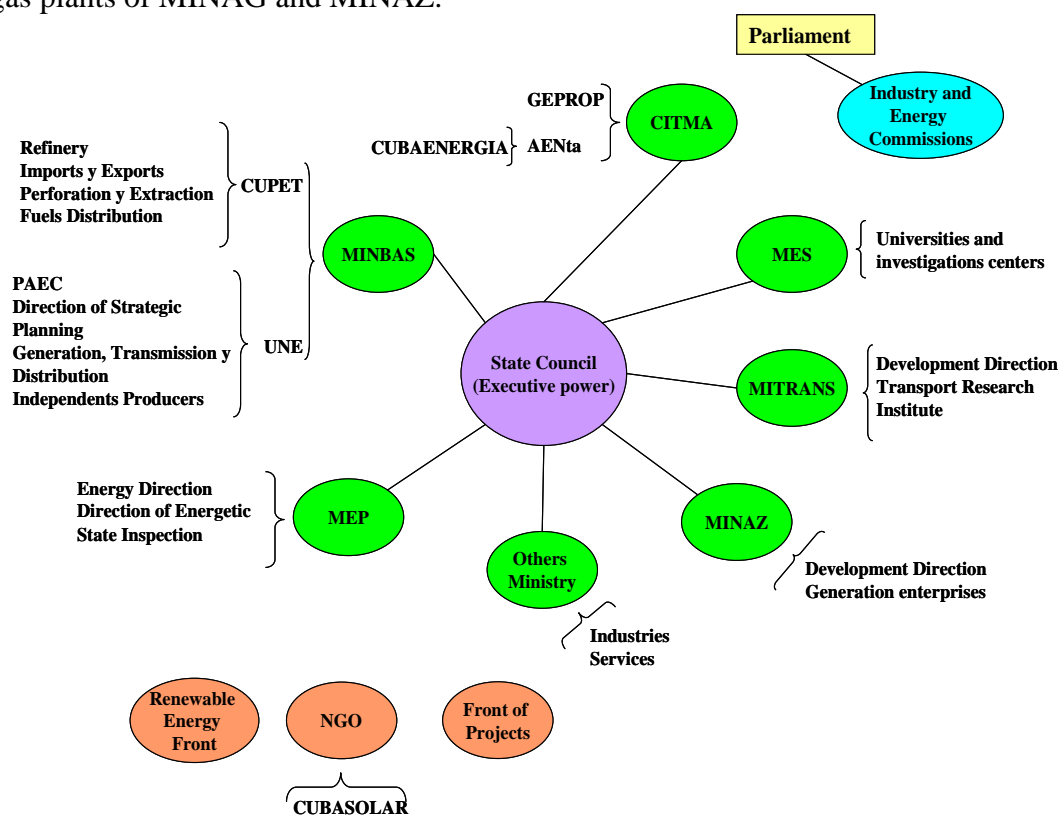 gas plants of MINAG and MINAZ.
Parliament
Industry and
Energy
Commissions
GEPROP
CITMA
CUBAENERGIA
AENta
Refinery
Imports y Exports
Perforation y Extraction
Fuels Distribution
CUPET
MINBAS
MES
Universities and
investigations centers
PAEC
Direction of Strategic
Planning
Generation, Transmission y
Distribution
Independents Producers
UNE
State Council
(Executive power)
MITRANS
Development Direction
Transport Research
Institute
Energy Direction
Direction of Energetic
State Inspection
MEP
Others
Ministry
Industries
Services
MINAZ
Development Direction
Generation enterprises
Renewable
Energy
Front
NGO
CUBASOLAR
Front of
Projects